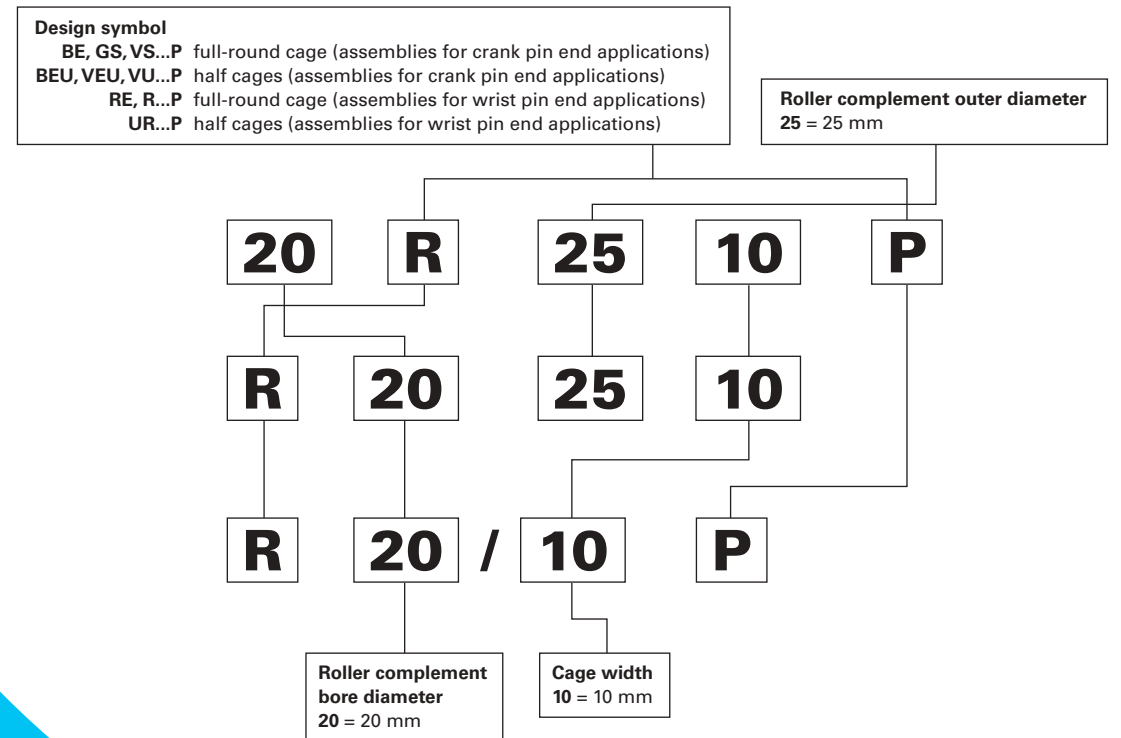 Design symbol
BE, GS, VS...P full-round cage (assemblies for crank pin end applications)
BEU, VEU, VU...P half cages (assemblies for crank pin end applications)
RE, R...P full-round cage (assemblies for wrist pin end applications)
UR...P half cages (assemblies for wrist pin end applications)
Roller complement outer diameter
25 = 25 mm
20 R 25 10 P
R 20 25 10
R 20 / 10 P
Roller complement
bore diameter
20 = 20 mm
Cage width
10 = 10 mm